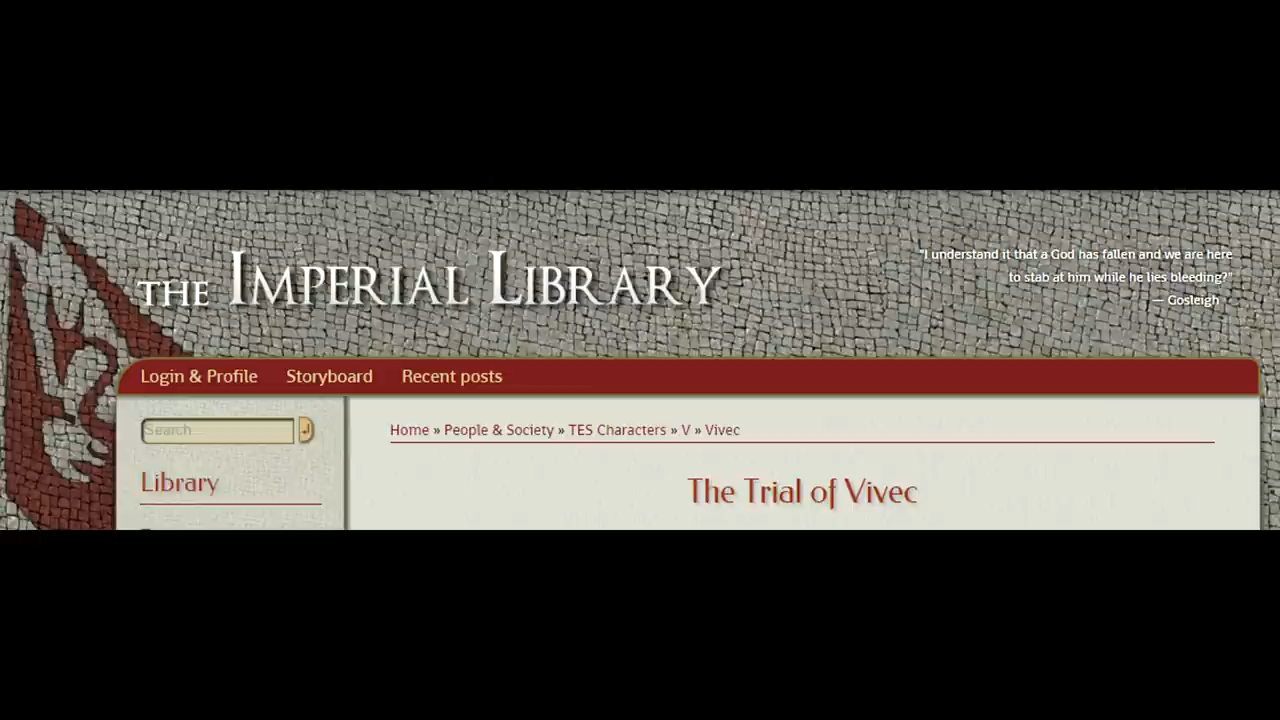 THE IMPERIAL LIBRARY
"I understand it that a God has fallen and we are here
to stab at him while he lies bleeding?"
— Gosleigh
Login & Profile Storyboard Recent posts
Search...
Home » People & Society » TES Characters » V » Vivec
Library
The Trial of Vivec